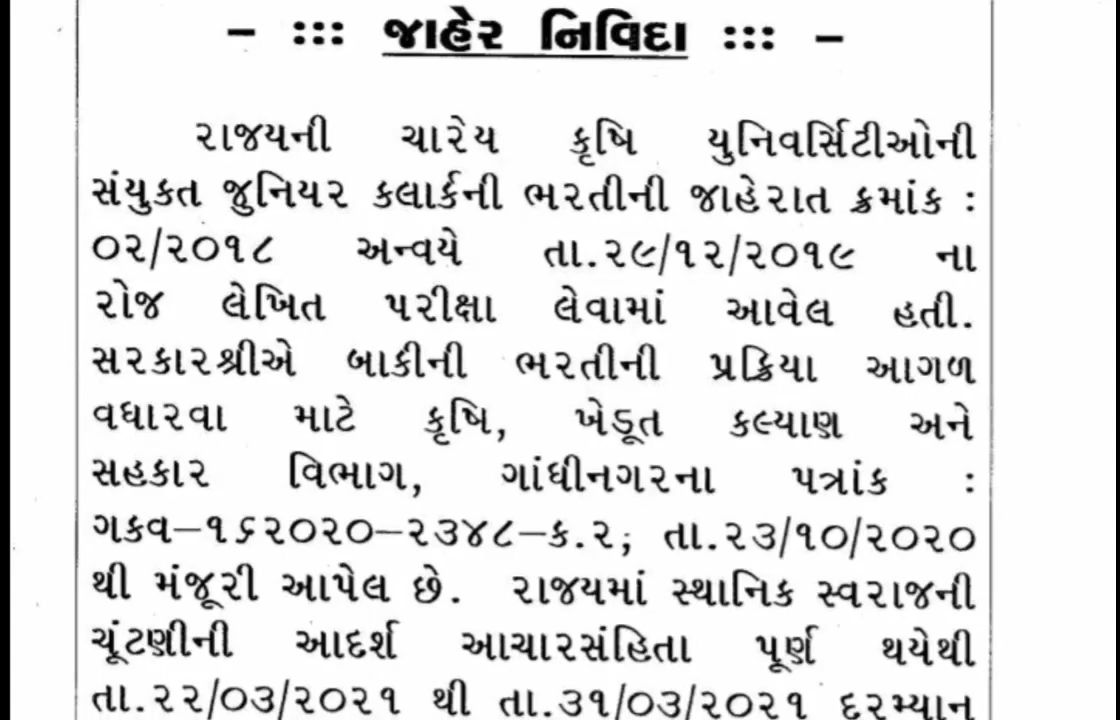 – ::: જાહેર નિવિદા ::: –
રાજયની ચારેય કૃષિ યુનિવર્સિટીઓની
સંયુકત જુનિયર કલાર્કની ભરતીની જાહેરાત ક્રમાંક :
૦૨/૨૦૧૮ અન્વયે તા.૨૯/૧૨/૨૦૧૯ ના
રોજ લેખિત પરીક્ષા લેવામાં આવેલ હતી.
સરકારશ્રીએ બાકીની ભરતીની પ્રક્રિયા આગળ
વધારવા માટે કૃષિ, ખેડૂત કલ્યાણ અને
સહકાર વિભાગ, ગાંધીનગરના પત્રાંક :
ગકવ–૧૬૨૦૨૦–૨૩૪૮–ક.૨; તા.૨૩/૧૦/૨૦૨૦
થી મંજૂરી આપેલ છે. રાજયમાં સ્થાનિક સ્વરાજની
ચૂંટણીની આદર્શ આચારસંહિતા પૂર્ણ થયેથી
તા.૨૨/૦૩/૨૦૨૧ થી તા.૩૧/૦૩/૨૦૨૧ દરમ્યાન